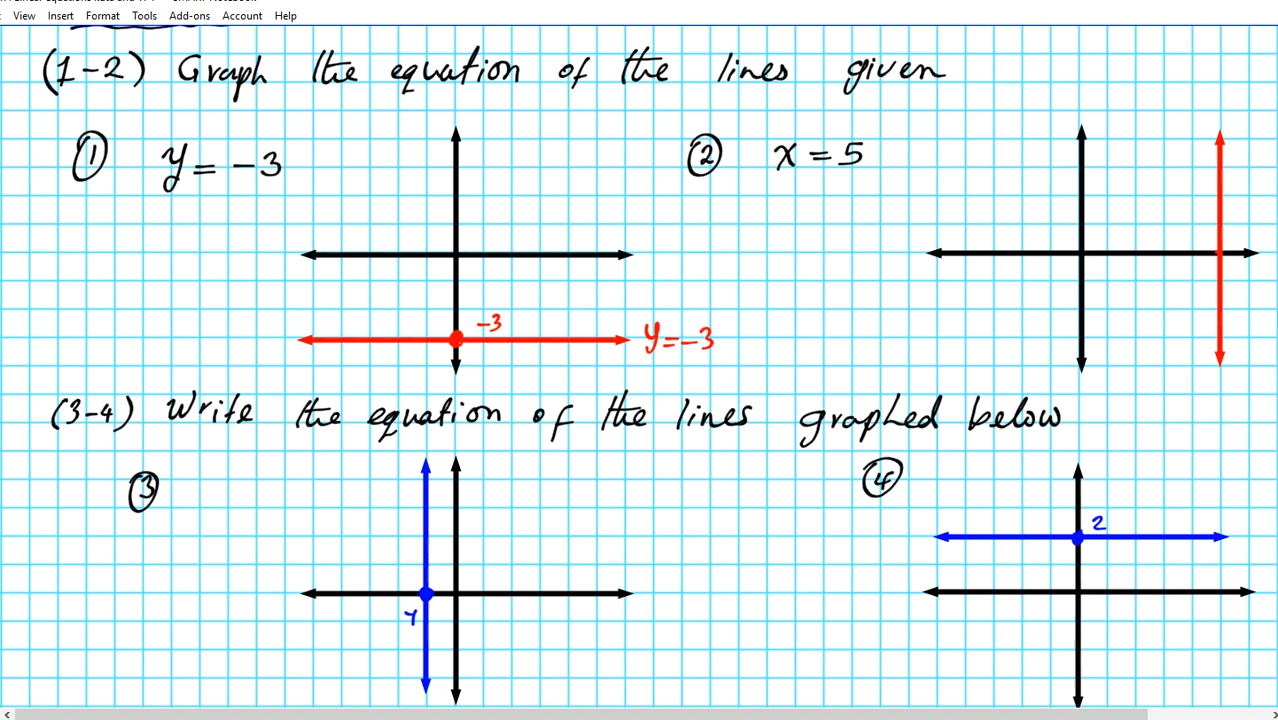 View Insert Format Tools Add-ons Account Help
(1-2) Graph the equation of the lines given
① y = -3
② x = 5
-3
y = -3
(3-4) Write the equation of the lines graphed below
③
④
2